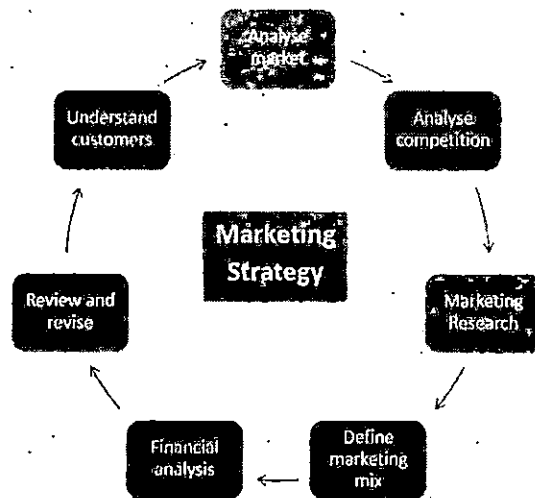 Analyse
market
Analyse
competition
Marketing
Research
Define
marketing
mix
Financial
analysis
Review and
revise
Understand
customers
Marketing
Strategy